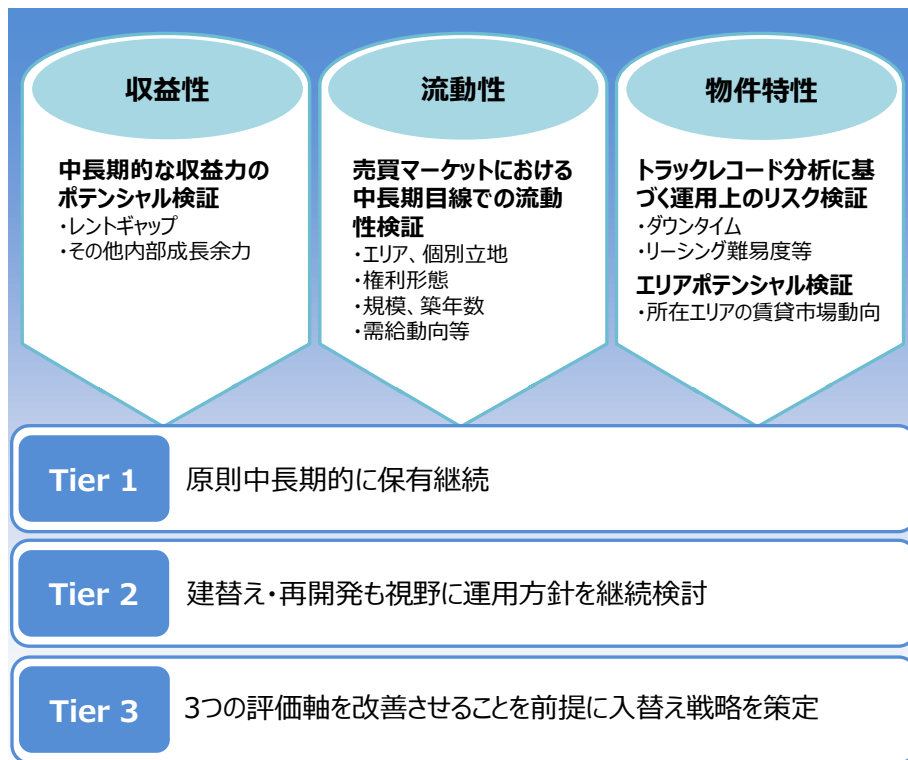 収益性
中長期的な収益力の
ポテンシャル検証
・レントギャップ
・その他内部成長余力
流動性
売買マーケットにおける
中長期目線での流動
性検証
・エリア、個別立地
・権利形態
・規模、築年数
・需給動向等
物件特性
トラックレコード分析に基
づく運用上のリスク検証
・ダウンタイム
・リーシング難易度等
エリアポテンシャル検証
・所在エリアの賃貸市場動向
Tier 1
原則中長期的に保有継続
Tier 2
建替え・再開発も視野に運用方針を継続検討
Tier 3
3つの評価軸を改善させることを前提に入替え戦略を策定